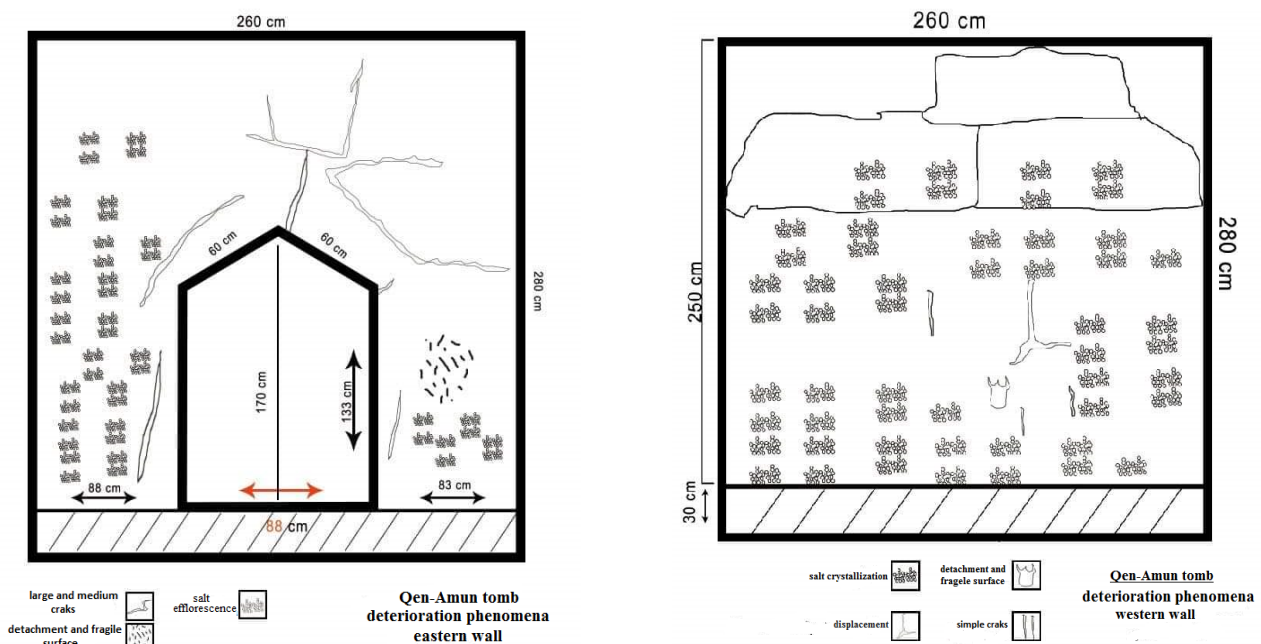 260 cm
60 cm
60 cm
280 cm
170 cm
133 cm
88 cm
83 cm
88 cm
large and medium
craks
salt
efflorescence
detachment and fragile
surface
Qen-Amun tomb
deterioration phenomena
eastern wall
260 cm
250 cm
280 cm
30 cm
salt crystallization
detachment and
fragele surface
displacement
simple craks
Qen-Amun tomb
deterioration phenomena
western wall